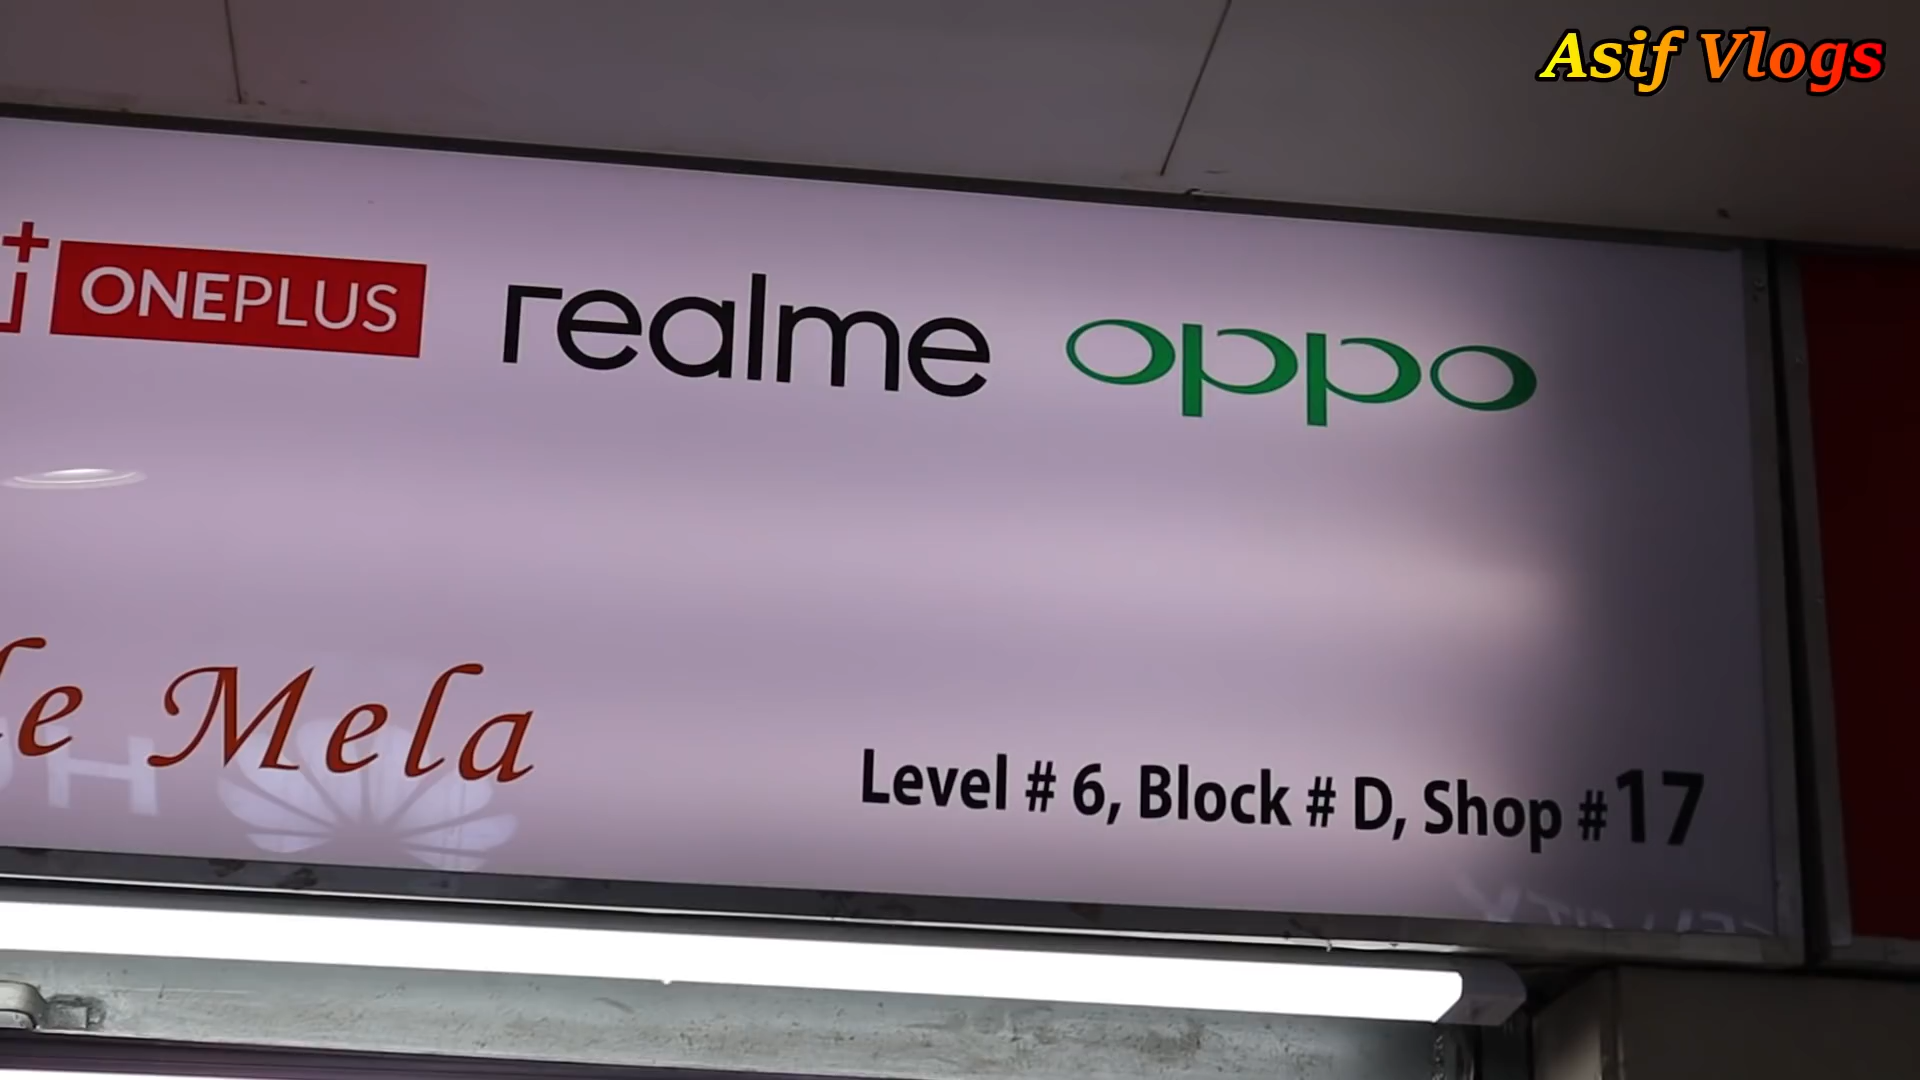 Asif Vlogs
ONEPLUS realme oppo
Mela
Level # 6, Block # D, Shop #17